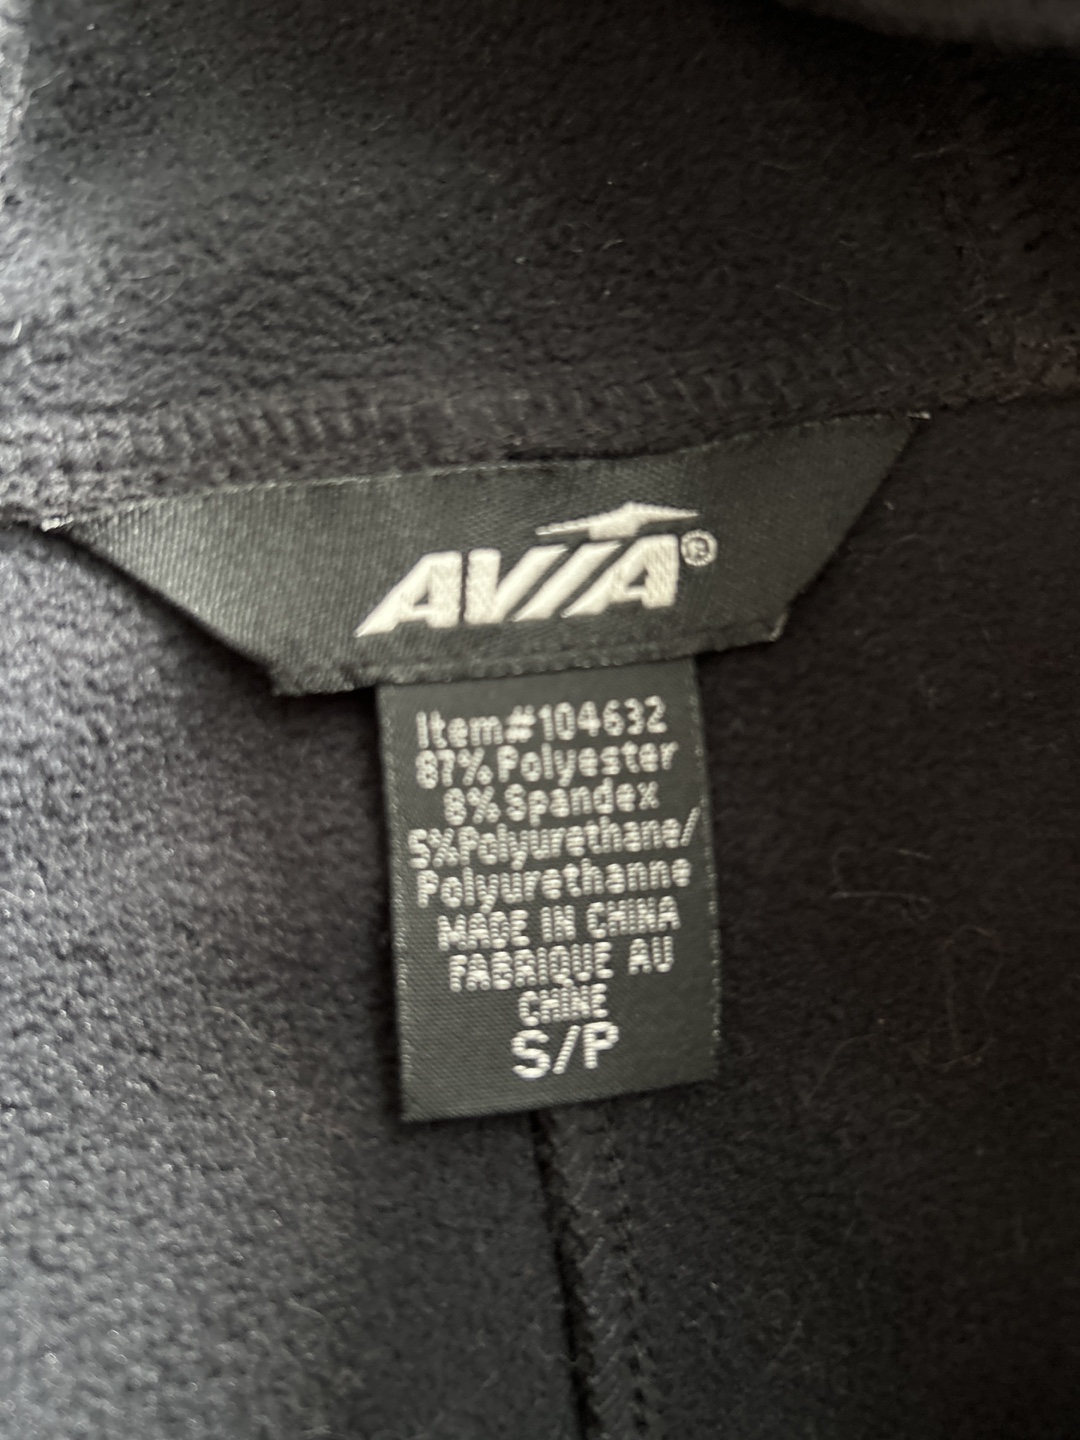 AVIA®
Item#104632
87% Polyester
8% Spandex
5% Polyurethane/
Polyurethanne
MADE IN CHINA
FABRIQUE AU
CHINE
S/P